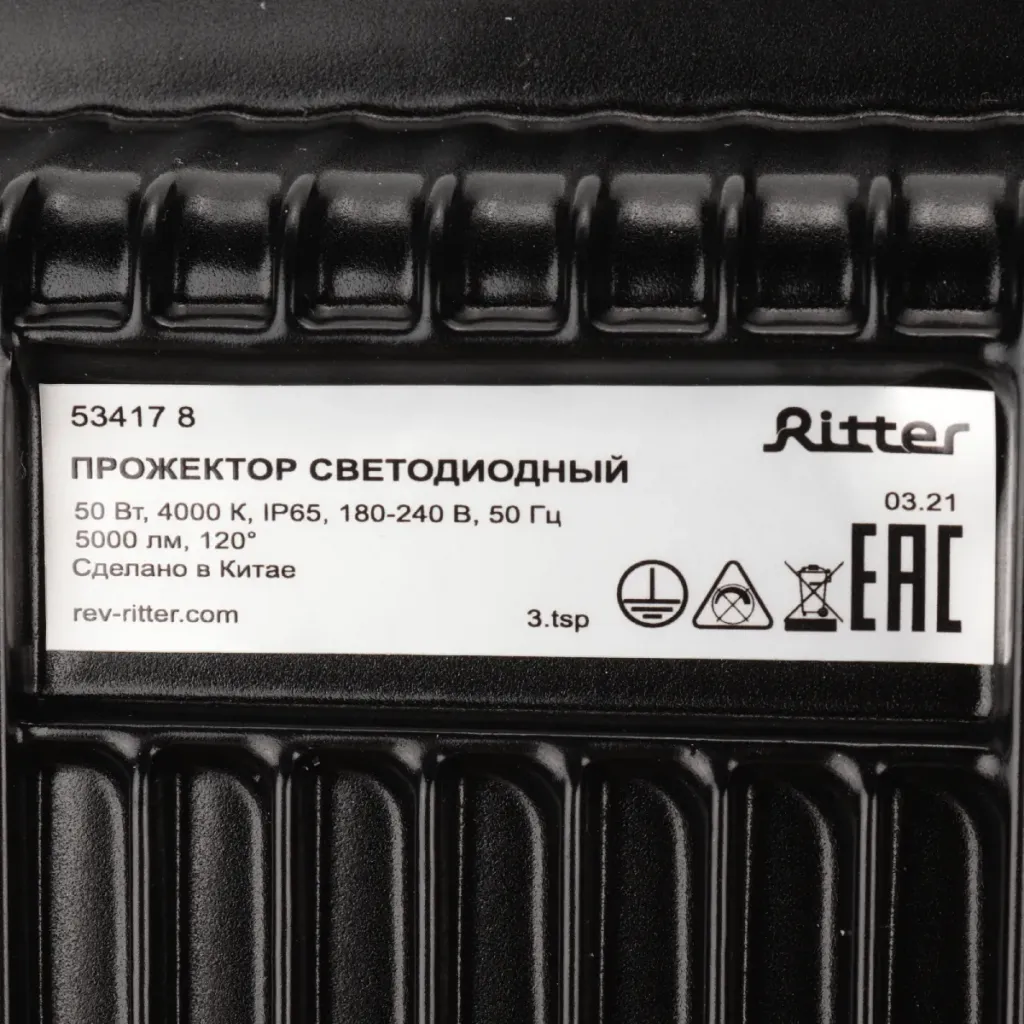 53417 8
Ritter
ПРОЖЕКТОР СВЕТОДИОДНЫЙ
03.21
50 Вт, 4000 К, IP65, 180-240 В, 50 Гц
5000 лм, 120°
Сделано в Китае
EAC
rev-ritter.com
3.tsp